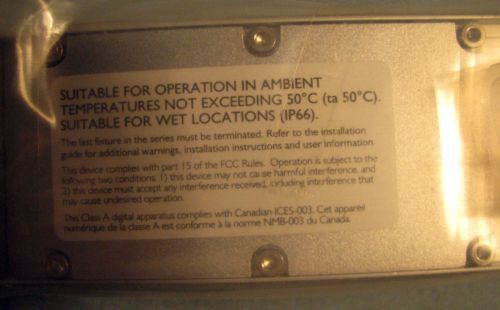 SUITABLE FOR OPERATION IN AMBIENT
TEMPERATURES NOT EXCEEDING 50°C (ta 50°C).
SUITABLE FOR WET LOCATIONS (IP66).
The last fixture in the series must be terminated. Refer to the installation
guide for additional warnings, installation instructions and user information.
This device complies with part 15 of the FCC Rules. Operation is subject to the
following two conditions: 1) this device may not cause harmful interference, and
2) this device must accept any interference received, including interference that
may cause undesired operation.
This Class A digital apparatus complies with Canadian ICES-003. Cet appareil
numérique de la classe A est conforme à la norme NMB-003 du Canada.